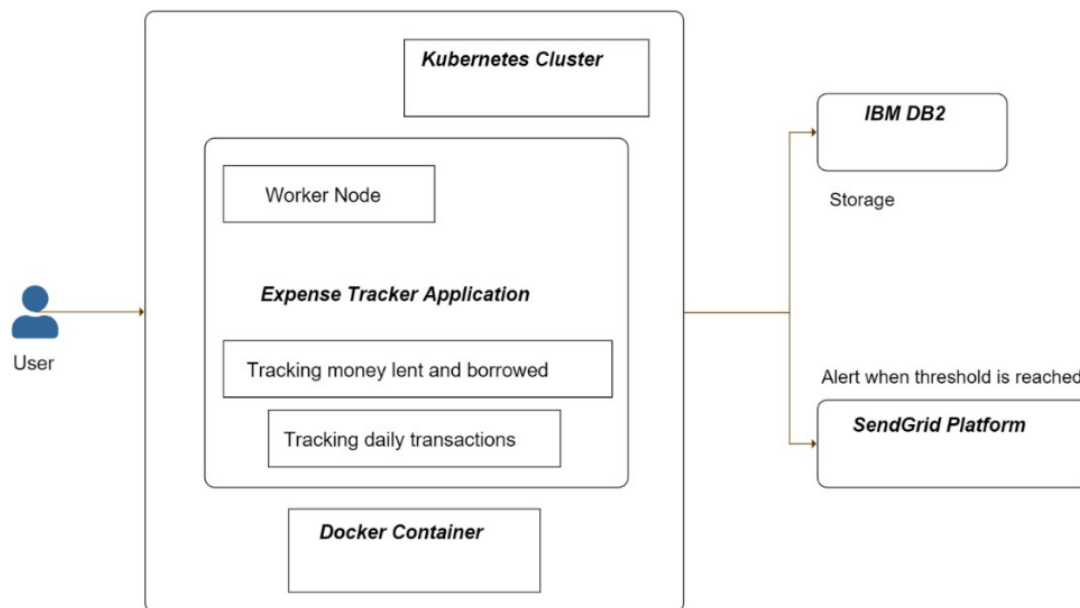 Kubernetes Cluster
IBM DB2
Worker Node
Storage
Expense Tracker Application
User
Tracking money lent and borrowed
Alert when threshold is reached
Tracking daily transactions
SendGrid Platform
Docker Container